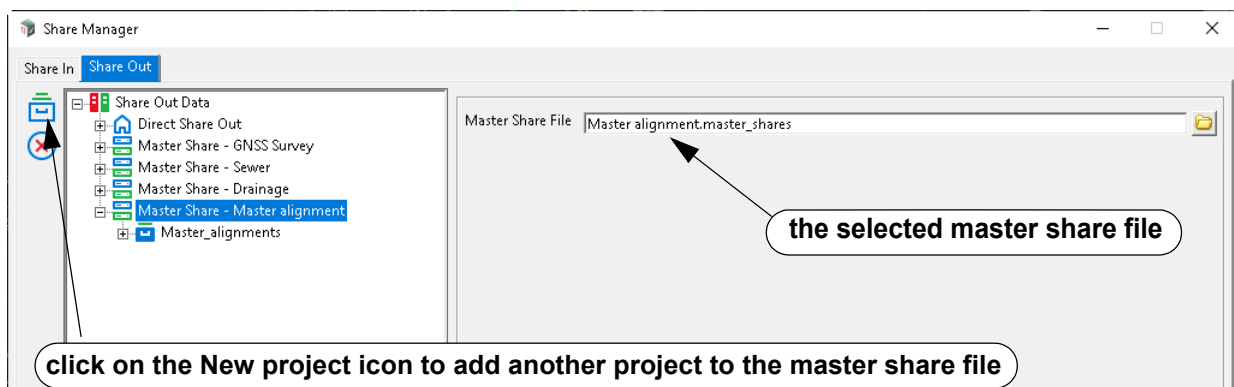 Share Manager
Share In Share Out
Share Out Data
Direct Share Out
Master Share - GNSS Survey
Master Share - Sewer
Master Share - Drainage
Master Share - Master alignment
Master_alignments
Master Share File Master alignment.master_shares
the selected master share file
click on the New project icon to add another project to the master share file